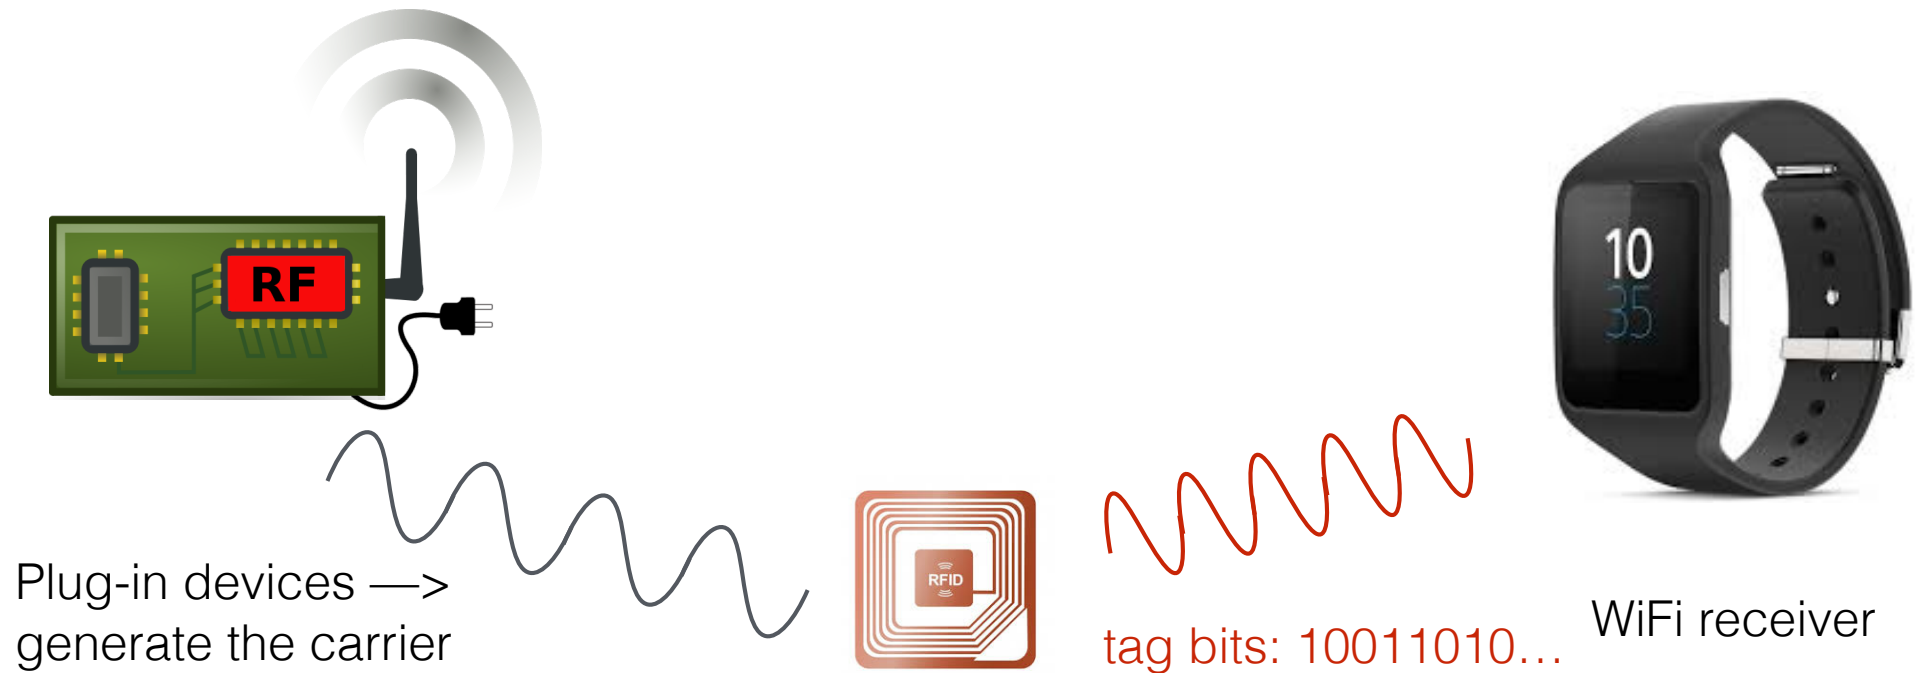 RF
10
35
Plug-in devices —>
generate the carrier
RFID
tag bits: 10011010...
WiFi receiver